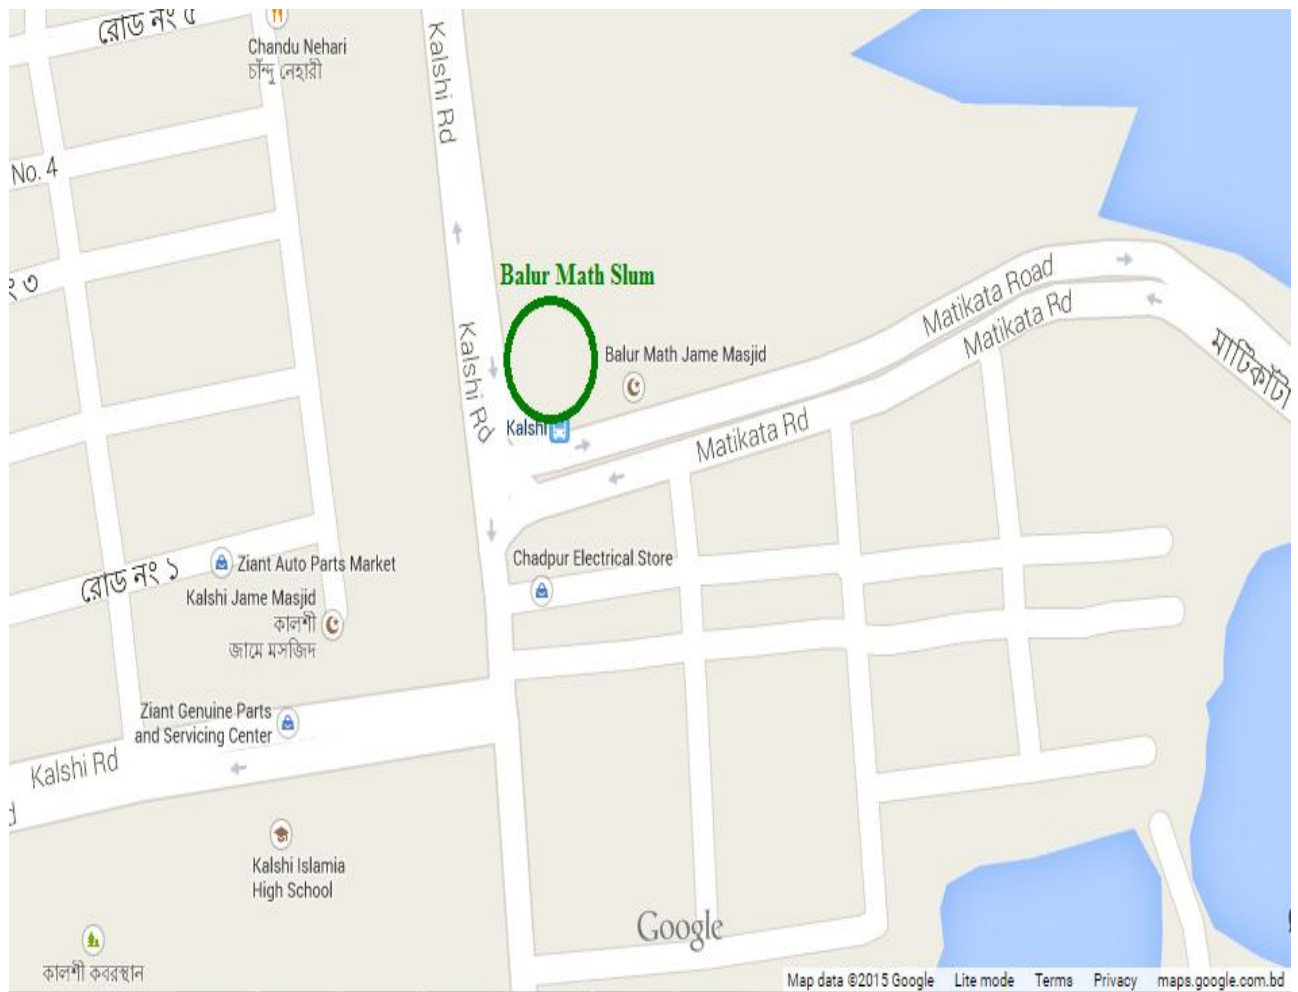 রোড নং ৫
Chandu Nehari
চাঁন্দু নেহারী
Kalshi Rd
No. 4
Balur Math Slum
Matikata Road
Matikata Rd
মাটিকাটা
Kalshi Rd
Balur Math Jame Masjid
Kalshi
Matikata Rd
Ziant Auto Parts Market
Chadpur Electrical Store
রোড নং ১
Kalshi Jame Masjid
কালশী
জামে মসজিদ
Ziant Genuine Parts
and Servicing Center
Kalshi Rd
Kalshi Islamia
High School
Google
কালশী কবরস্থান
Map data ©2015 Google Lite mode Terms Privacy maps.google.com.bd